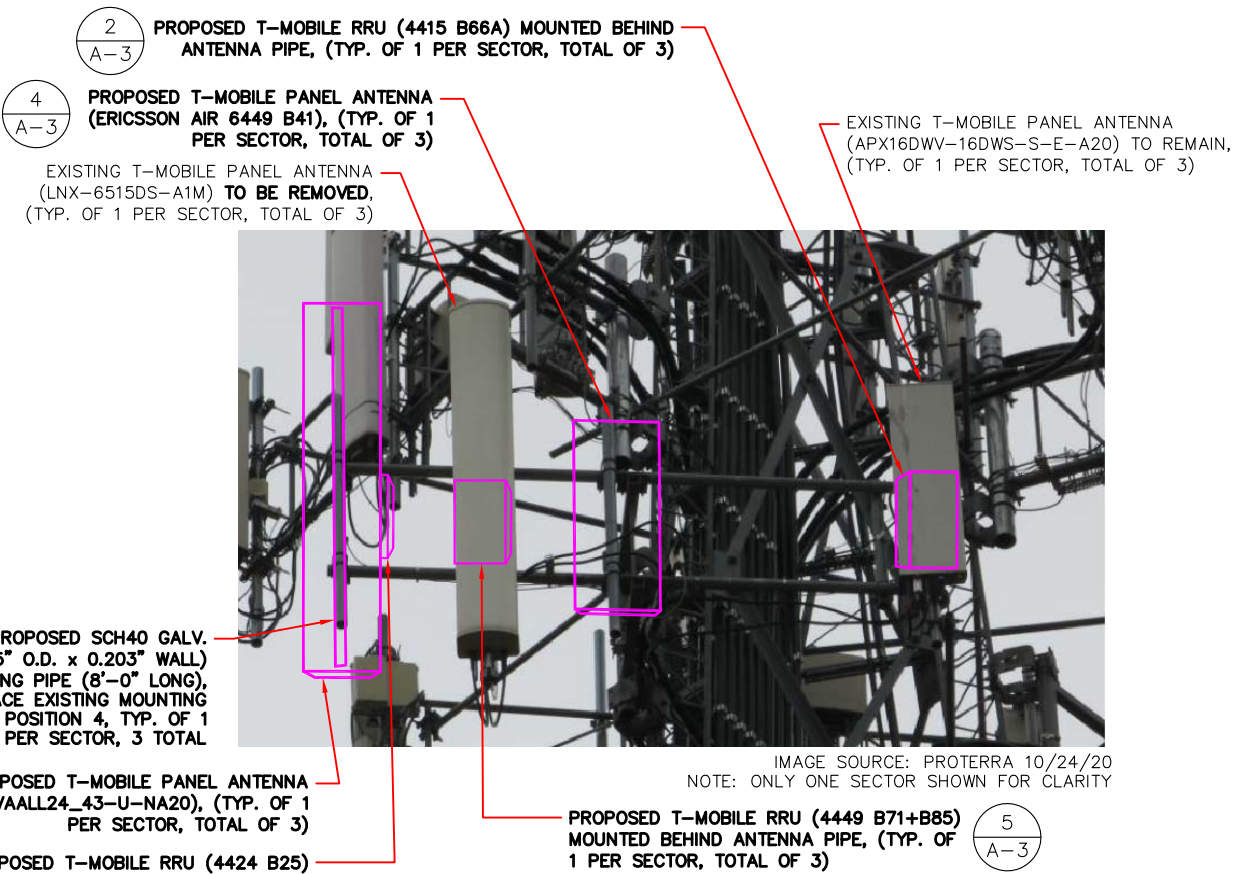 2
A-3
PROPOSED T-MOBILE RRU (4415 B66A) MOUNTED BEHIND
ANTENNA PIPE, (TYP. OF 1 PER SECTOR, TOTAL OF 3)
4
A-3
PROPOSED T-MOBILE PANEL ANTENNA
(ERICSSON AIR 6449 B41), (TYP. OF 1
PER SECTOR, TOTAL OF 3)
EXISTING T-MOBILE PANEL ANTENNA
(LNX-6515DS-A1M) TO BE REMOVED,
(TYP. OF 1 PER SECTOR, TOTAL OF 3)
EXISTING T-MOBILE PANEL ANTENNA
(APX16DWV-16DWS-S-E-A20) TO REMAIN,
(TYP. OF 1 PER SECTOR, TOTAL OF 3)
PROPOSED SCH40 GALV.
5" O.D. x 0.203" WALL)
NG PIPE (8'-0" LONG),
ACE EXISTING MOUNTING
POSITION 4, TYP. OF 1
PER SECTOR, 3 TOTAL
POSED T-MOBILE PANEL ANTENNA
VAALL24_43-U-NA20), (TYP. OF 1
PER SECTOR, TOTAL OF 3)
POSED T-MOBILE RRU (4424 B25)
IMAGE SOURCE: PROTERRA 10/24/20
NOTE: ONLY ONE SECTOR SHOWN FOR CLARITY
PROPOSED T-MOBILE RRU (4449 B71+B85)
MOUNTED BEHIND ANTENNA PIPE, (TYP. OF
1 PER SECTOR, TOTAL OF 3)
5
A-3